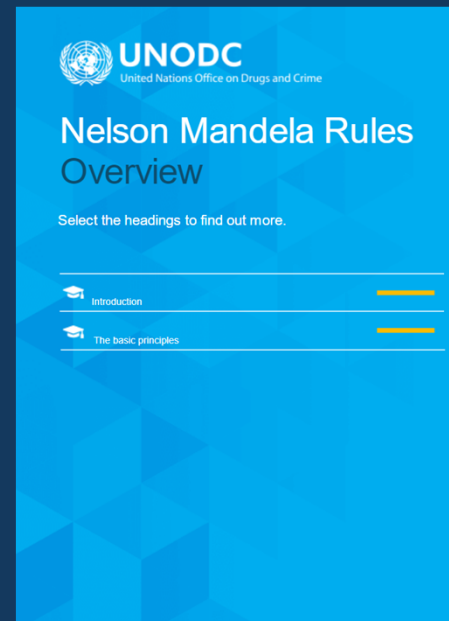 UNODC
United Nations Office on Drugs and Crime
Nelson Mandela Rules
Overview
Select the headings to find out more.
Introduction
The basic principles